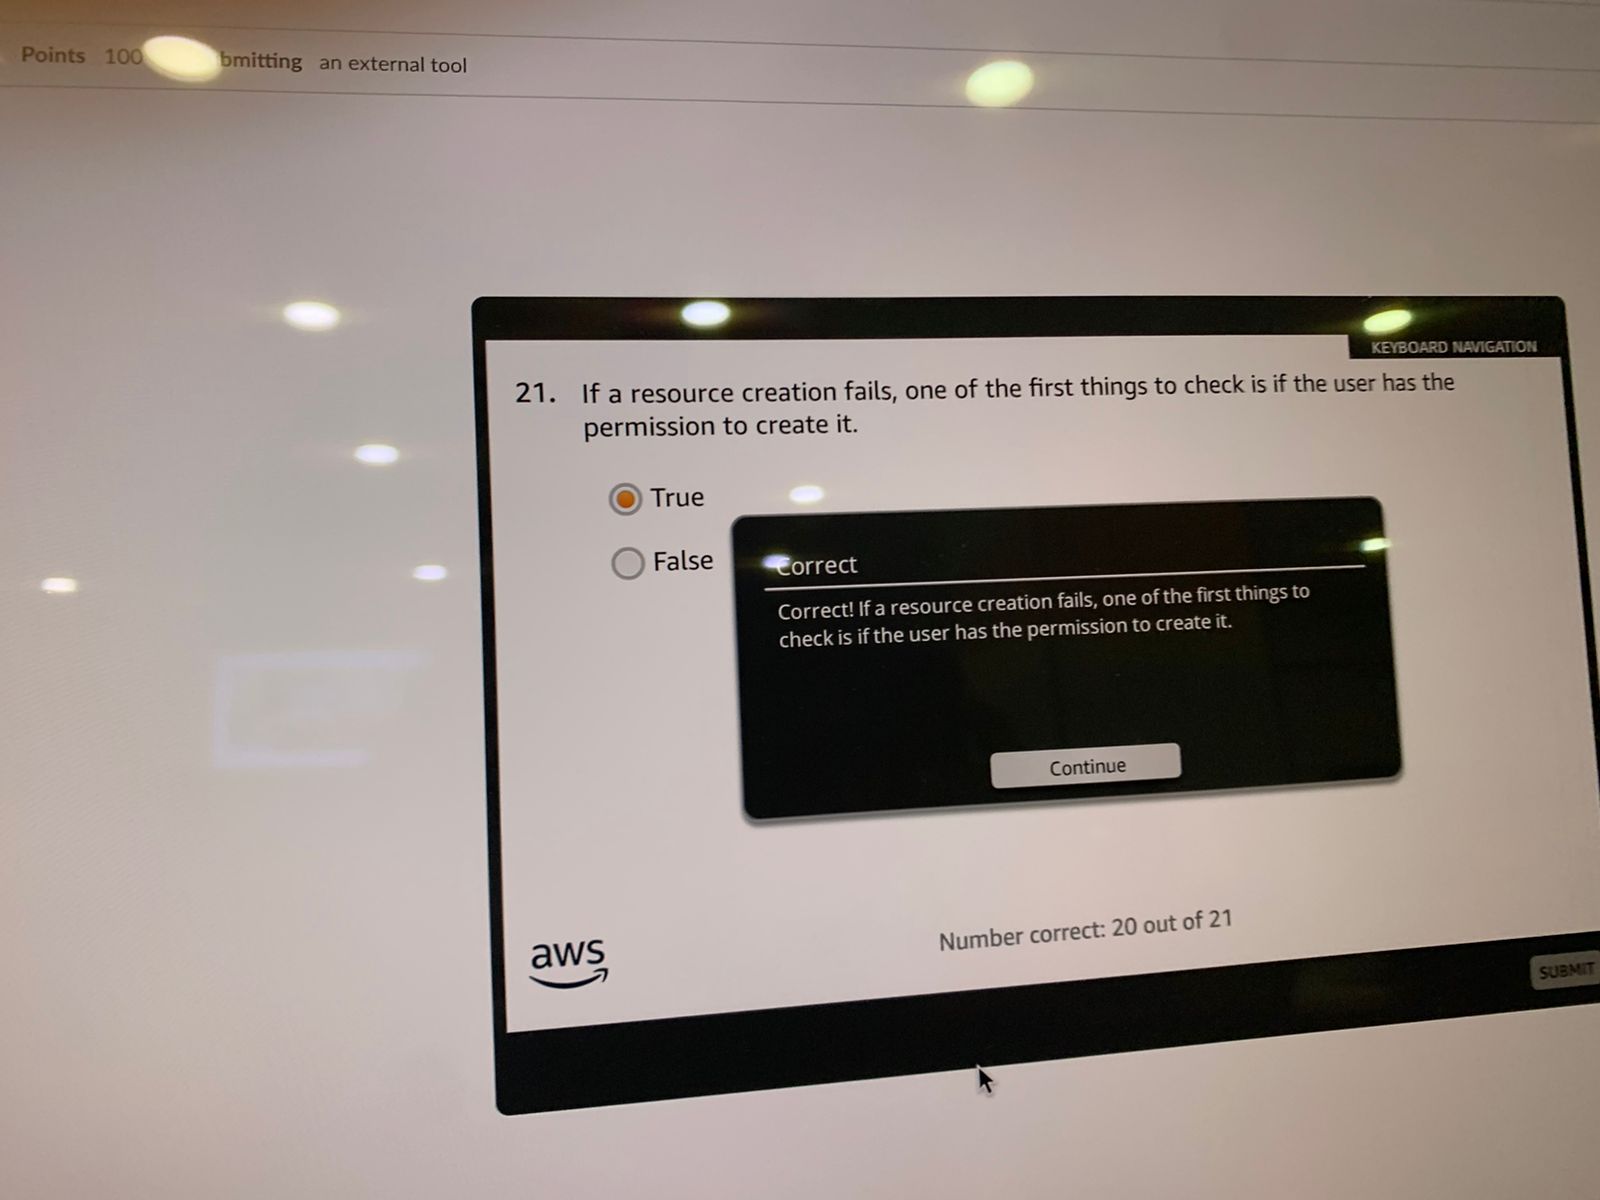 Points 100 bmitting an external tool
KEYBOARD NAVIGATION
21. If a resource creation fails, one of the first things to check is if the user has the
permission to create it.
True
False
Correct
Correct! If a resource creation fails, one of the first things to
check is if the user has the permission to create it.
Continue
Number correct: 20 out of 21
aws
SUBMIT